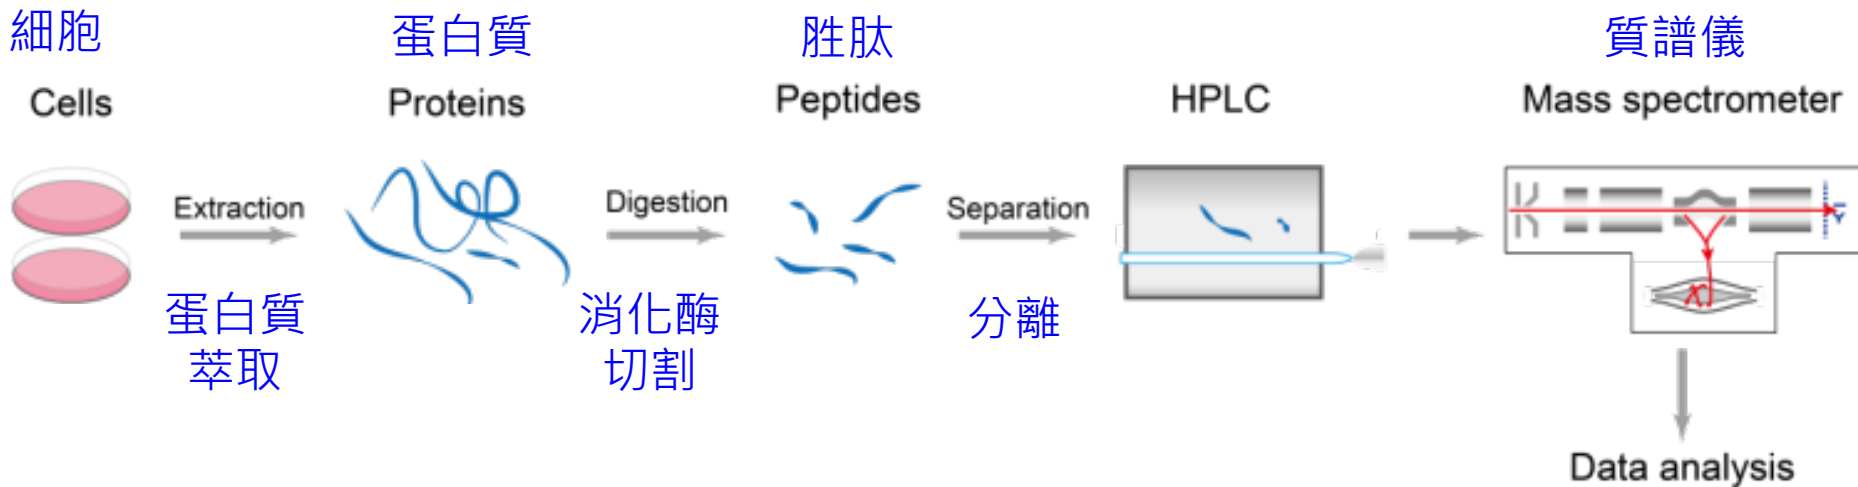 細胞
蛋白質
胜肽
質譜儀
Cells
Proteins
Peptides
HPLC
Mass spectrometer
Extraction
Digestion
Separation
蛋白質
萃取
消化酶
切割
分離
Data analysis